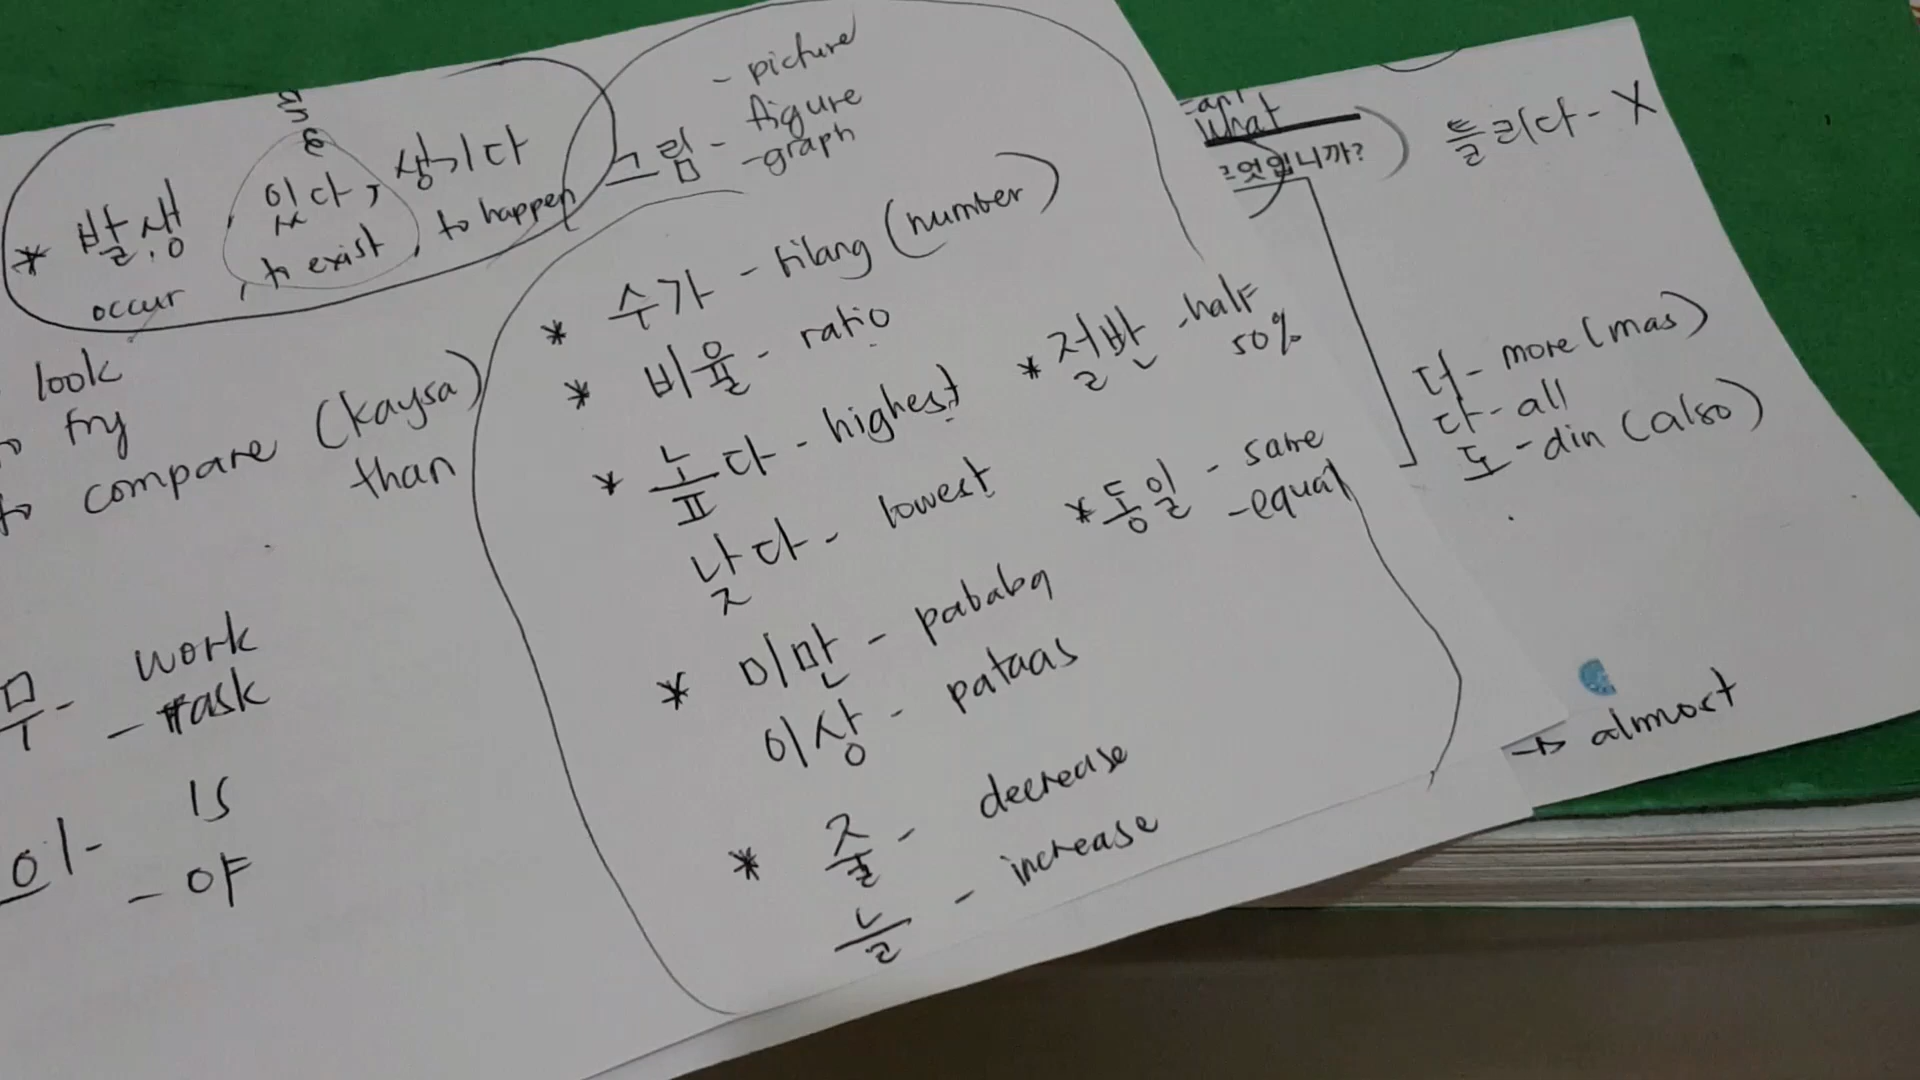 * 발생, 있다, 생기다
occur, to exist, to happen
그림 - picture
figure
- graph
look
try
to compare (kaysa)
than
무 - work
- task
이 - is
- 야
* 수가 - bilang (number)
* 비율 - ratio
* 높다 - highest
낮다 - lowest
* 절반 - half
50%
* 동일 - same
- equal
* 미만 - pababa
이상 - pataas
* 줄 - decrease
늘 - increase
What
엇입니까?
틀리다 - X
더 - more (mas)
다 - all
도 - din (also)
→ almost